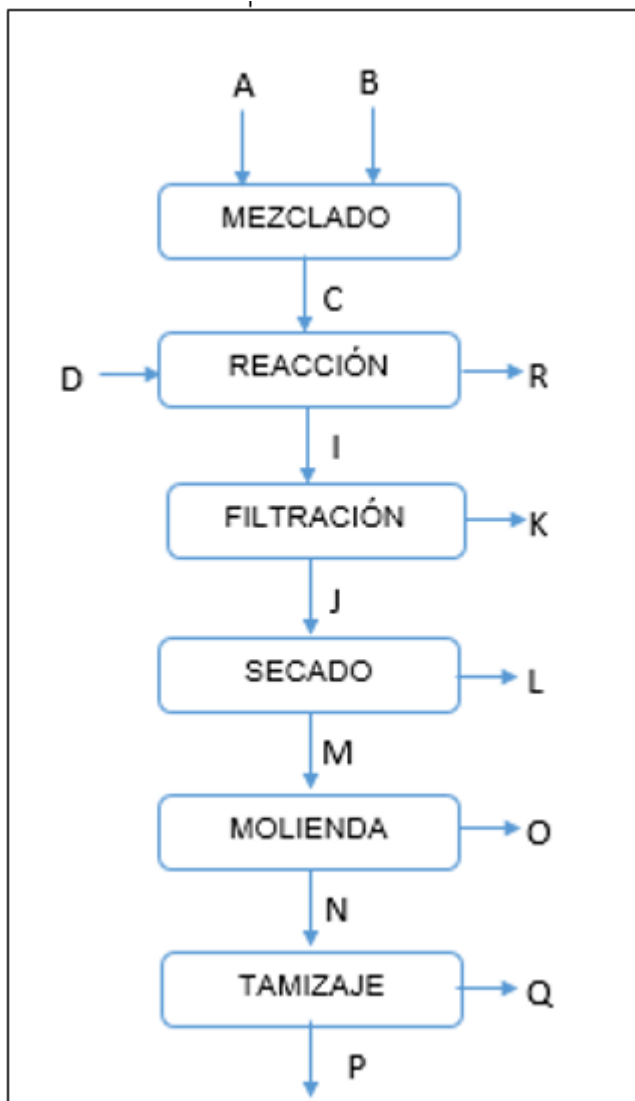 A B
MEZCLADO
C
D REACCIÓN R
I
FILTRACIÓN K
J
SECADO L
M
MOLIENDA O
N
TAMIZAJE Q
P